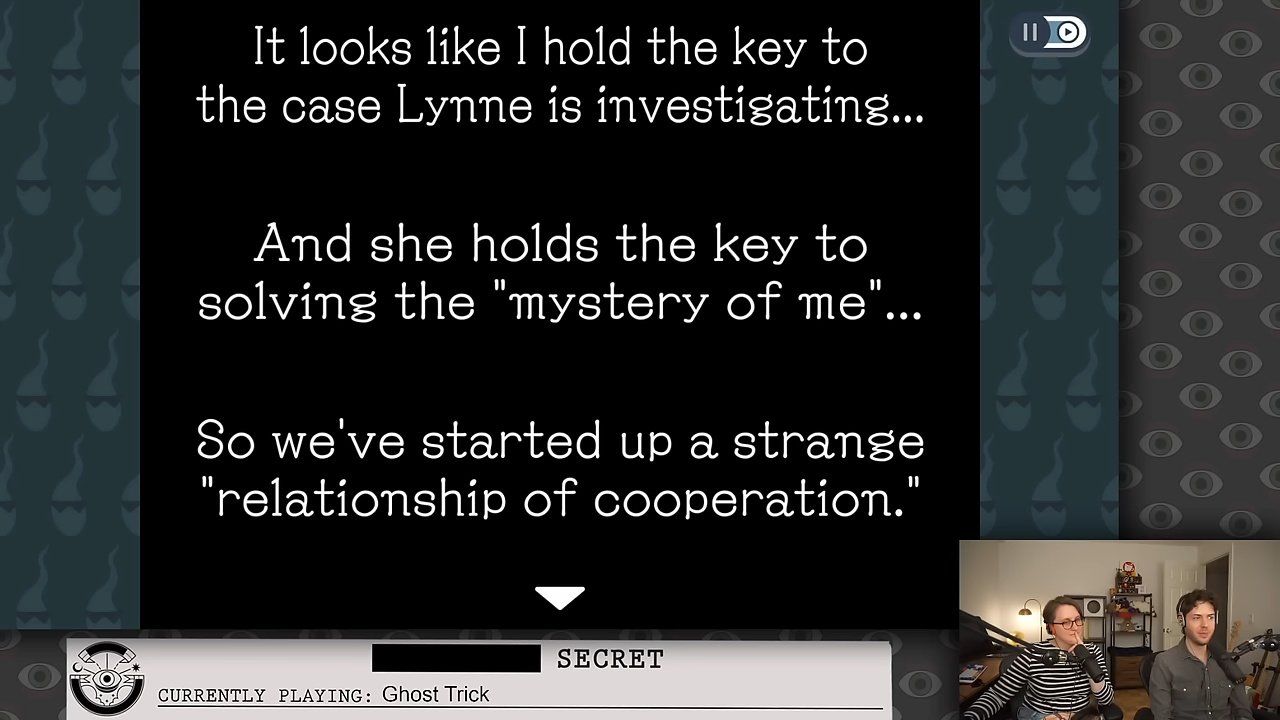 It looks like I hold the key to
the case Lynne is investigating...
And she holds the key to
solving the "mystery of me"...
So we've started up a strange
"relationship of cooperation."
SECRET
CURRENTLY PLAYING: Ghost Trick